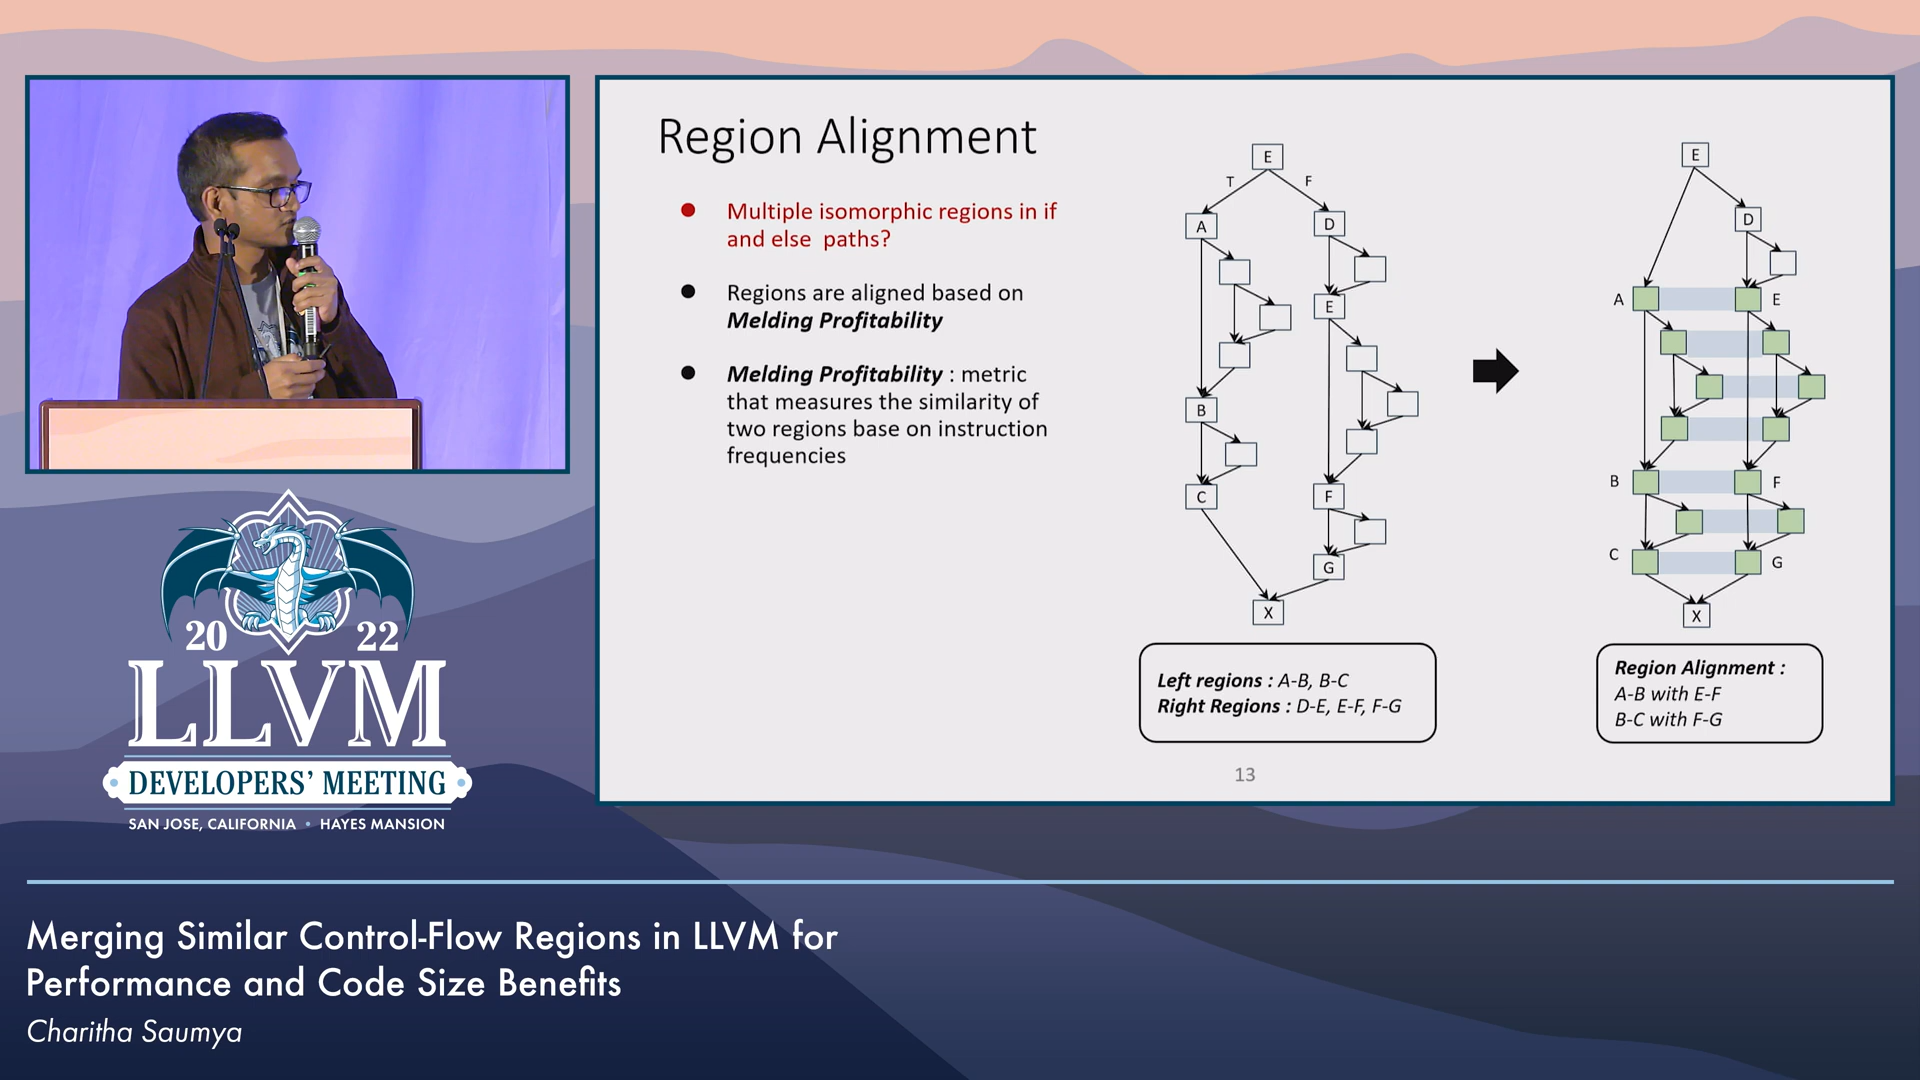 Region Alignment
● Multiple isomorphic regions in if
and else paths?
● Regions are aligned based on
Melding Profitability
● Melding Profitability : metric
that measures the similarity of
two regions base on instruction
frequencies
E
T F
A D
E
B
C F
G
X
Left regions : A-B, B-C
Right Regions : D-E, E-F, F-G
E
D
A E
B F
C G
X
Region Alignment :
A-B with E-F
B-C with F-G
13
20 22
LLVM
DEVELOPERS' MEETING
SAN JOSE, CALIFORNIA • HAYES MANSION
Merging Similar Control-Flow Regions in LLVM for
Performance and Code Size Benefits
Charitha Saumya